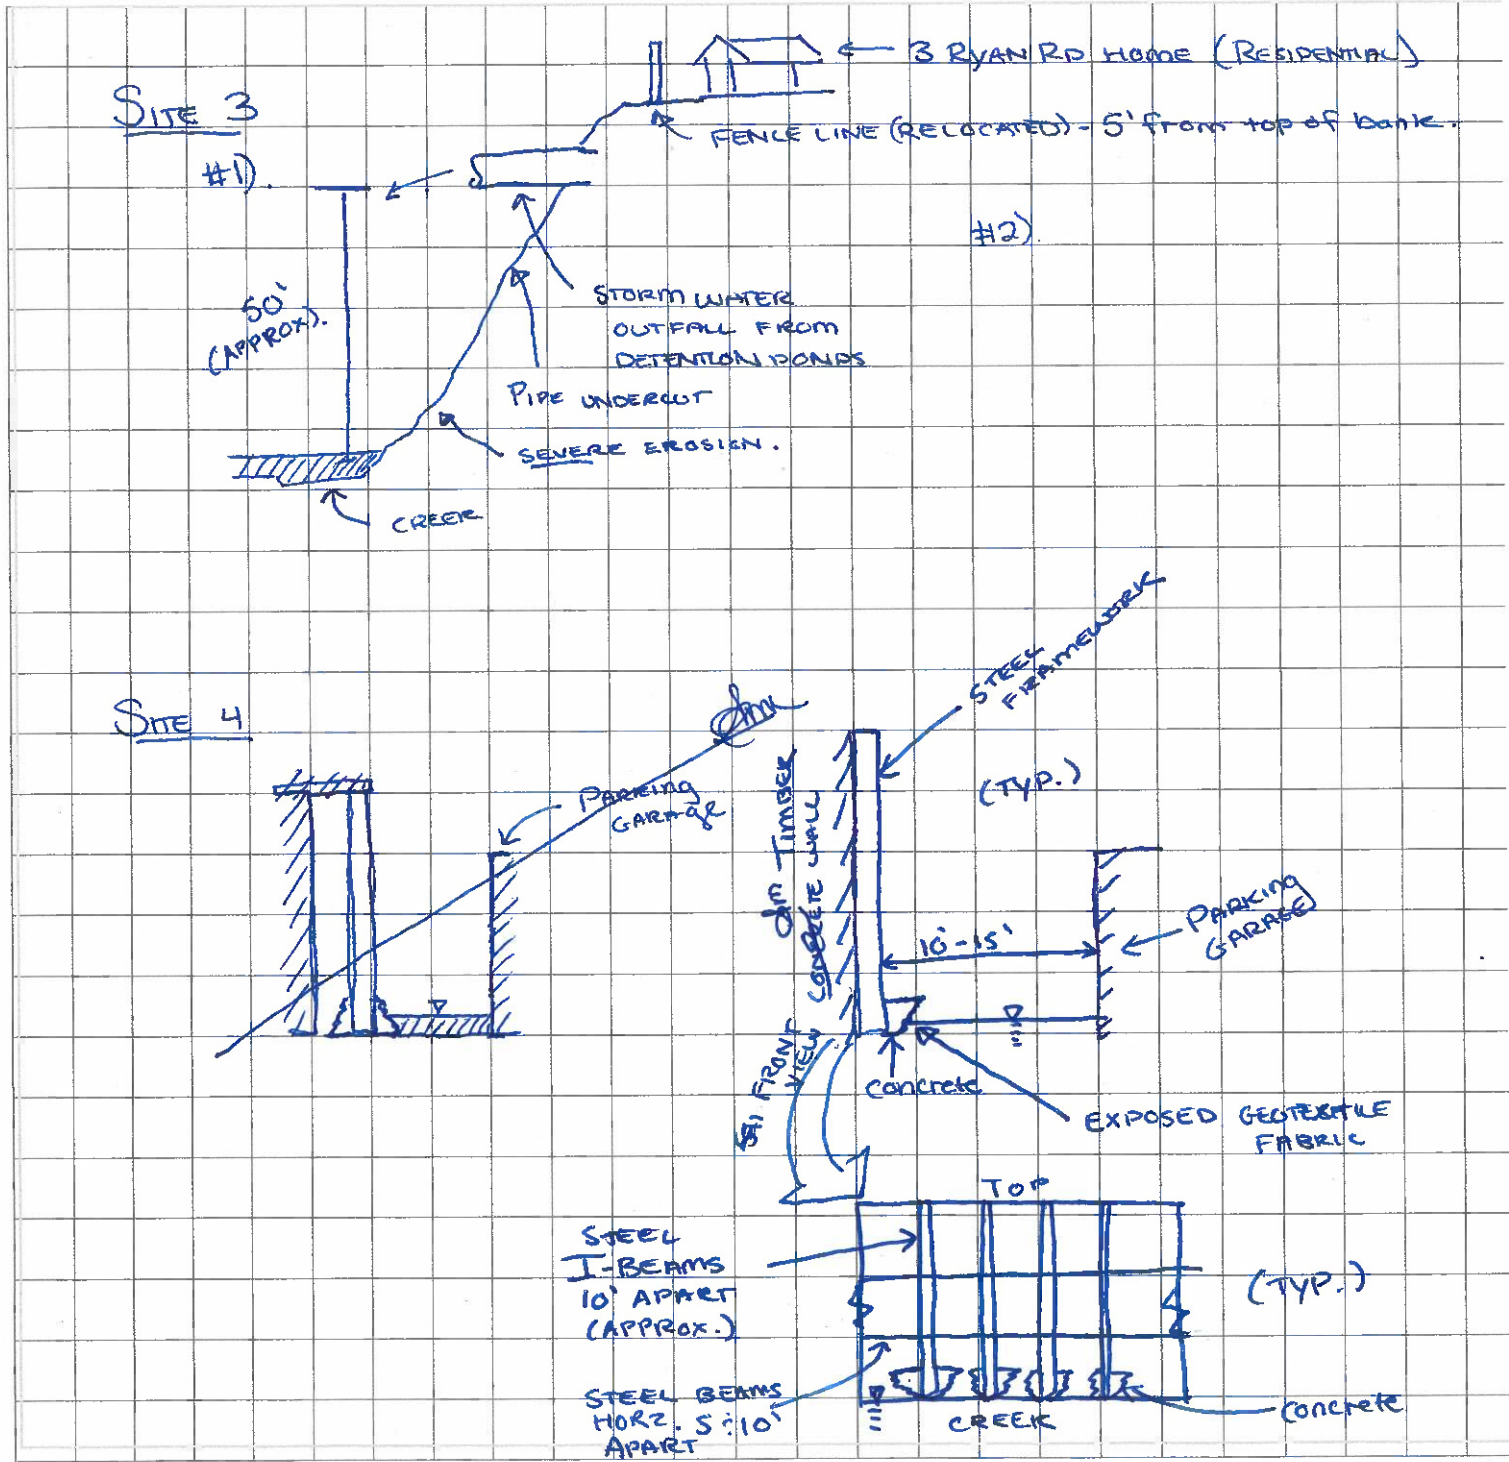 SITE 3
#1).
← 3 RYAN RD HOME (RESIDENTIAL)
FENCE LINE (RELOCATED) - 5' from top of bank.
#2)
50'
(APPROX).
STORM WATER
OUTFALL FROM
DETENTION PONDS
PIPE UNDERCUT
SEVERE EROSION.
CREEK
SITE 4
PARKING
GARAGE
STEEL
FRAMEWORK
(TYP.)
TIMBER
CONCRETE WALL
10'-15'
PARKING
GARAGE
FRONT
VIEW
concrete
EXPOSED GEOTEXTILE
FABRIC
TOP
STEEL
I-BEAMS
10' APART
(APPROX.)
(TYP.)
STEEL BEAMS
HORZ. 5÷10'
APART
CREEK
concrete